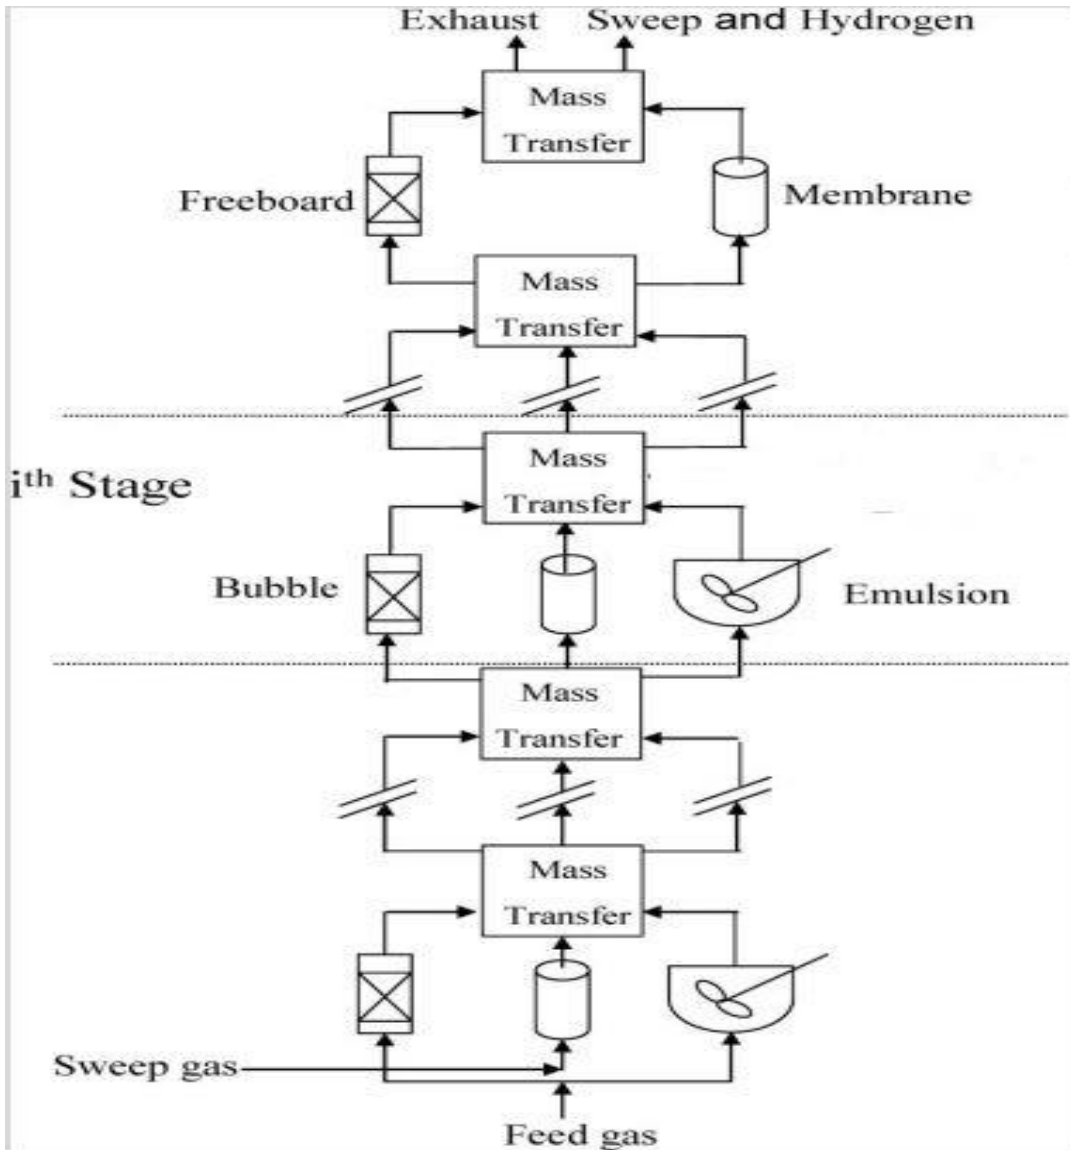 Exhaust Sweep and Hydrogen
Mass
Transfer
Freeboard
Membrane
Mass
Transfer
Mass
Transfer
iᵗʰ Stage
Bubble
Emulsion
Mass
Transfer
Mass
Transfer
Sweep gas
Feed gas